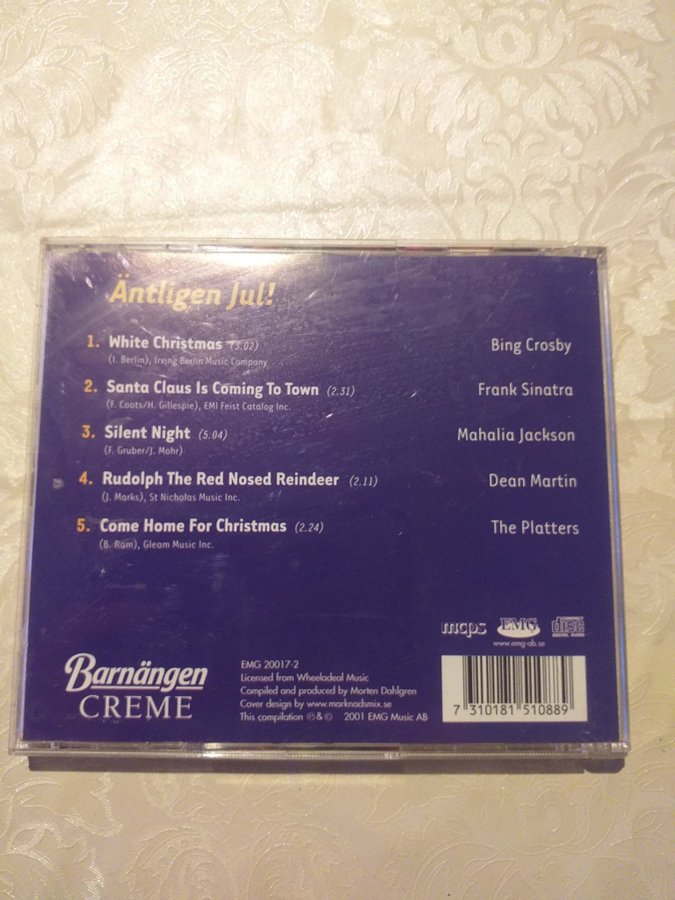 Äntligen Jul!
1. White Christmas (3.02) Bing Crosby
(I. Berlin), Irving Berlin Music Company
2. Santa Claus Is Coming To Town (2.31) Frank Sinatra
(F. Coots/H. Gillespie), EMI Feist Catalog Inc.
3. Silent Night (5.04) Mahalia Jackson
(F. Gruber/J. Mohr)
4. Rudolph The Red Nosed Reindeer (2.11) Dean Martin
(J. Marks), St Nicholas Music Inc.
5. Come Home For Christmas (2.24) The Platters
(B. Ram), Gleam Music Inc.
mcps EMG COMPACT disc DIGITAL AUDIO
www.emg-ab.se
Barnängen
CREME
EMG 20017-2
Licensed from Wheeladeal Music
Compiled and produced by Morten Dahlgren
Cover design by www.marknadsmix.se
This compilation ℗ & © 2001 EMG Music AB
7 310181 510889